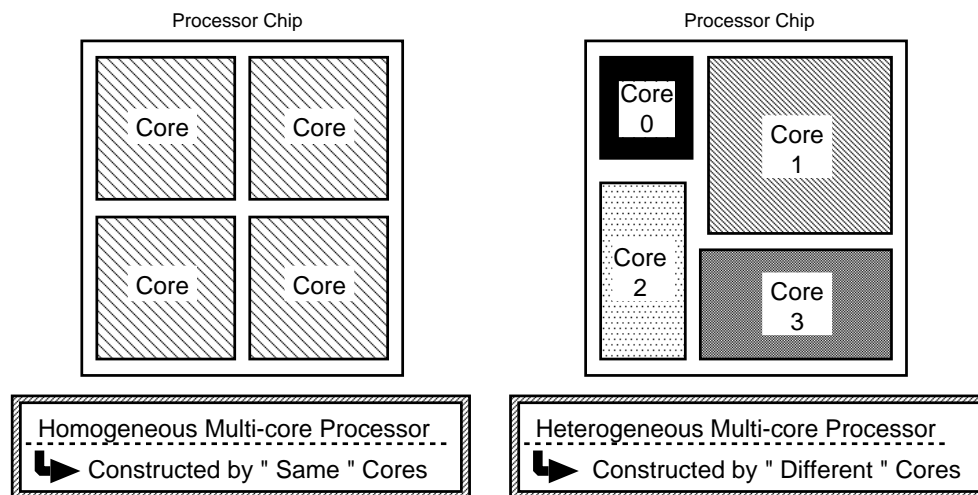 Processor Chip
Core
Core
Core
Core
Homogeneous Multi-core Processor
Constructed by " Same " Cores
Processor Chip
Core
0
Core
1
Core
2
Core
3
Heterogeneous Multi-core Processor
Constructed by " Different " Cores